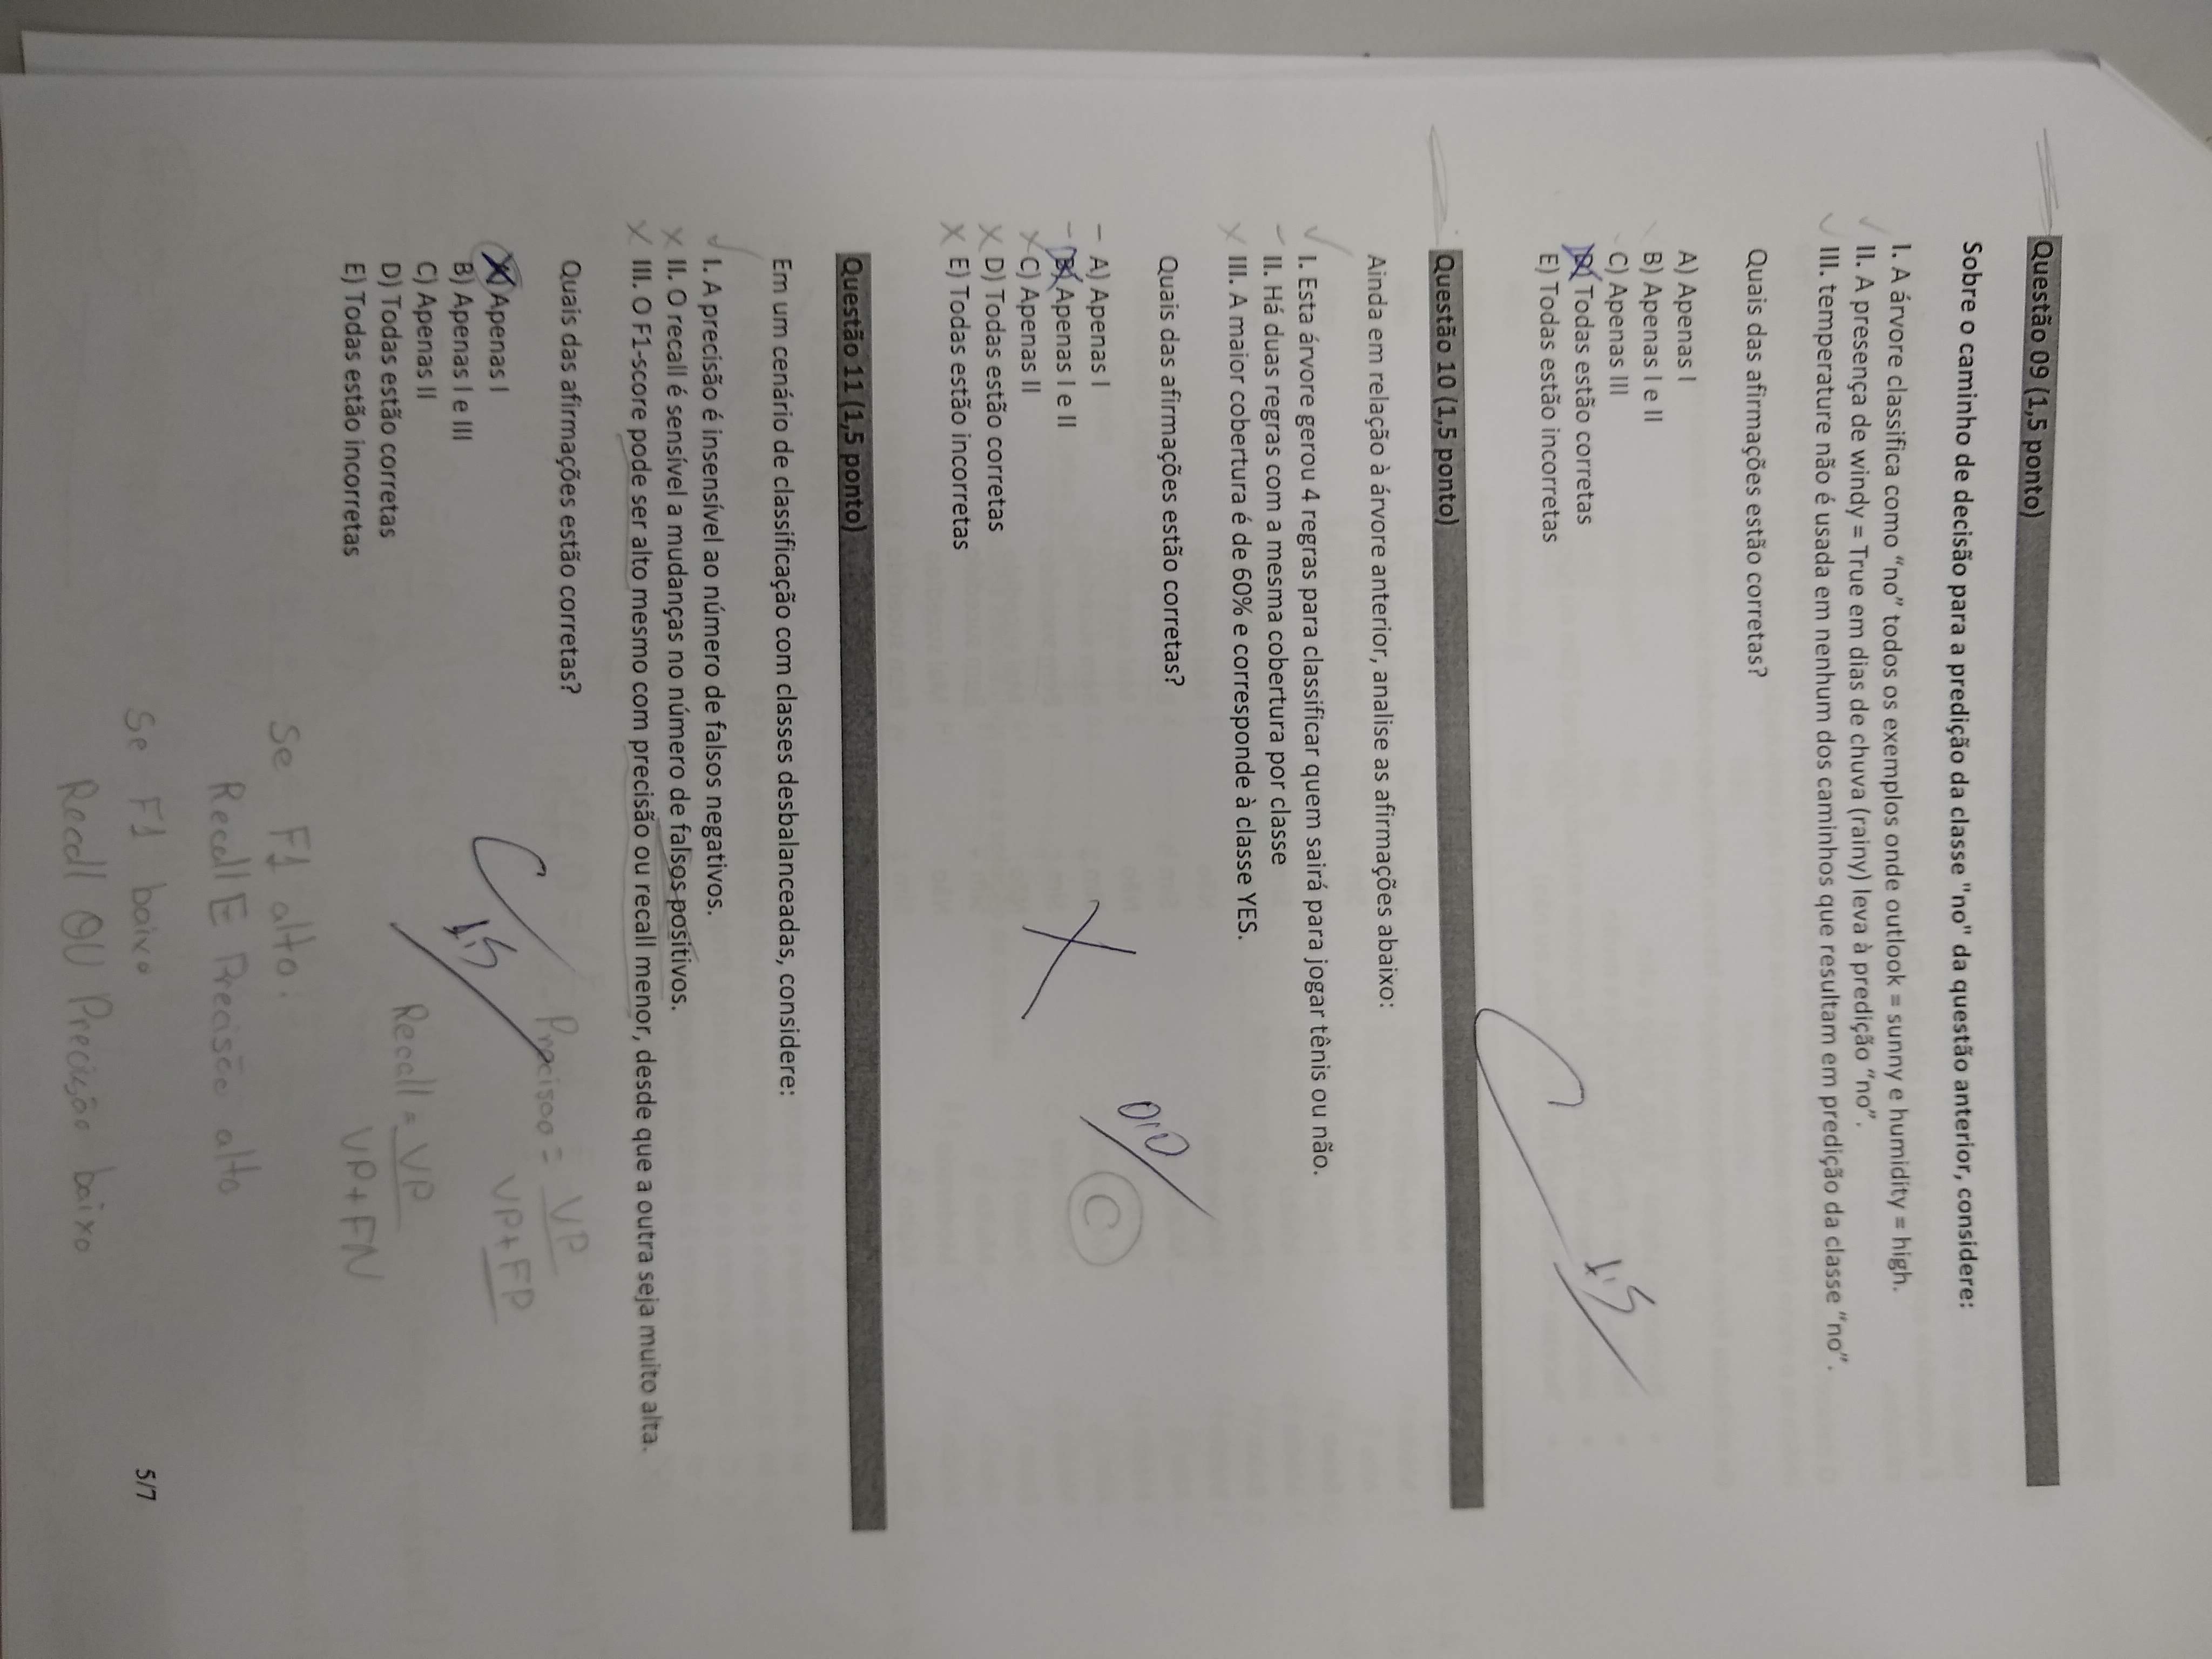 Questão 09 (1,5 ponto)
Sobre o caminho de decisão para a predição da classe "no" da questão anterior, considere:
I. A árvore classifica como “no” todos os exemplos onde outlook = sunny e humidity = high.
II. A presença de windy = True em dias de chuva (rainy) leva à predição “no”.
III. temperature não é usada em nenhum dos caminhos que resultam em predição da classe “no”.
Quais das afirmações estão corretas?
A) Apenas I
B) Apenas I e II
C) Apenas III
D) Todas estão corretas
E) Todas estão incorretas
C 1,5
Questão 10 (1,5 ponto)
Ainda em relação à árvore anterior, analise as afirmações abaixo:
I. Esta árvore gerou 4 regras para classificar quem sairá para jogar tênis ou não.
II. Há duas regras com a mesma cobertura por classe
III. A maior cobertura é de 60% e corresponde à classe YES.
Quais das afirmações estão corretas?
A) Apenas I
B) Apenas I e II
C) Apenas II
D) Todas estão corretas
E) Todas estão incorretas
X 0,0
C
Questão 11 (1,5 ponto)
Em um cenário de classificação com classes desbalanceadas, considere:
I. A precisão é insensível ao número de falsos negativos.
II. O recall é sensível a mudanças no número de falsos positivos.
III. O F1-score pode ser alto mesmo com precisão ou recall menor, desde que a outra seja muito alta.
Quais das afirmações estão corretas?
A) Apenas I
B) Apenas I e III
C) Apenas II
D) Todas estão corretas
E) Todas estão incorretas
C 1,5
Precisao = VP
VP+FP
Recall = VP
VP+FN
Se F1 alto.
Recall E Precisão alto
Se F1 baixo
Recall OU Precisão baixo
5/7